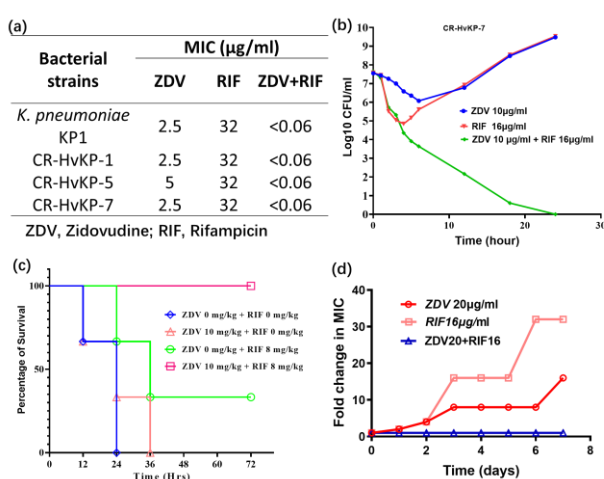 (a)
Bacterial strains
MIC (µg/ml)
ZDV RIF ZDV+RIF
K. pneumoniae KP1 2.5 32 <0.06
CR-HvKP-1 2.5 32 <0.06
CR-HvKP-5 5 32 <0.06
CR-HvKP-7 2.5 32 <0.06
ZDV, Zidovudine; RIF, Rifampicin
(b)
CR-HvKP-7
Log10 CFU/ml
10
9
8
7
6
5
4
3
2
1
0
ZDV 10µg/ml
RIF 16µg/ml
ZDV 10 µg/ml + RIF 16µg/ml
0 10 20 30
Time (hour)
(c)
Percentage of Survival
100
50
0
ZDV 0 mg/kg + RIF 0 mg/kg
ZDV 10 mg/kg + RIF 0 mg/kg
ZDV 0 mg/kg + RIF 8 mg/kg
ZDV 10 mg/kg + RIF 8 mg/kg
0 12 24 36 48 60 72
Time (Hrs)
(d)
Fold change in MIC
40
30
20
10
0
ZDV 20µg/ml
RIF16µg/ml
ZDV20+RIF16
0 2 4 6 8
Time (days)